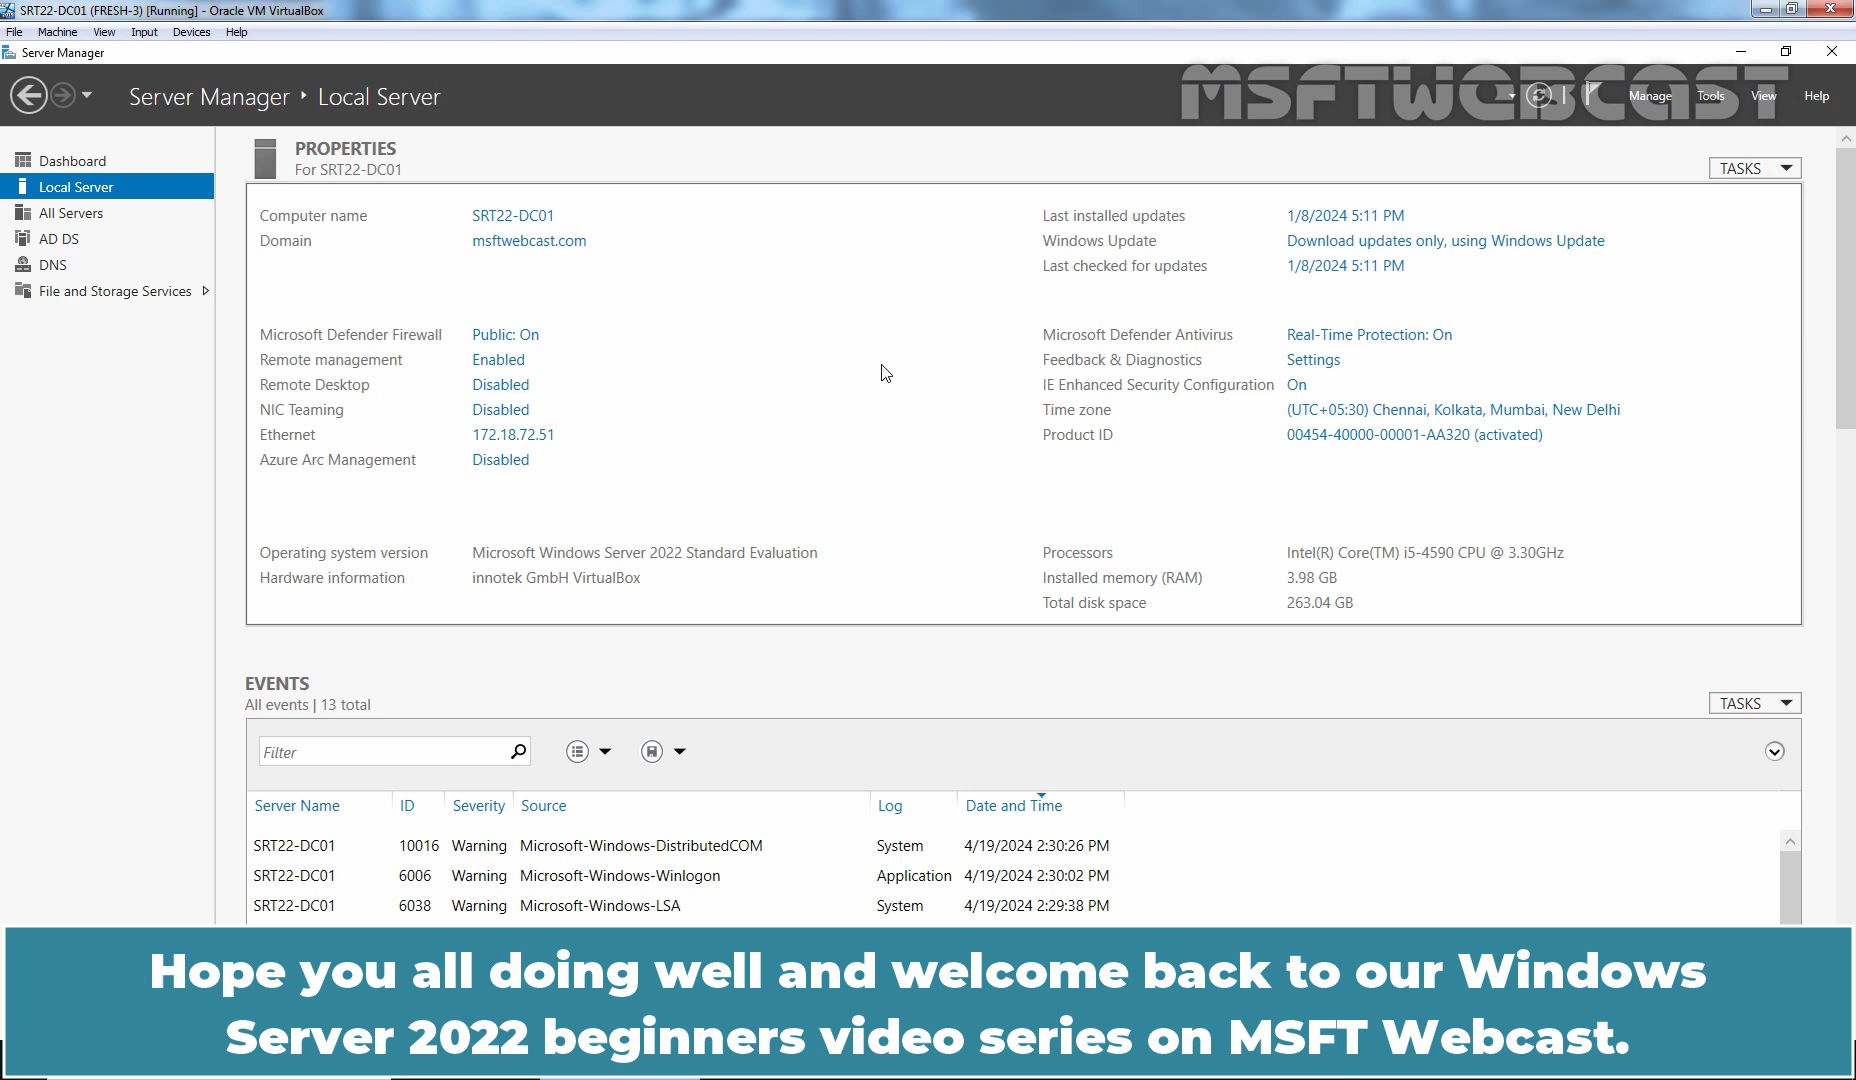 SRT22-DC01 (FRESH-3) [Running] - Oracle VM VirtualBox
File Machine View Input Devices Help
Server Manager
Server Manager Local Server
MSFTWEBCAST
Manage Tools View Help
Dashboard
Local Server
All Servers
AD DS
DNS
File and Storage Services
PROPERTIES
For SRT22-DC01
TASKS
Computer name SRT22-DC01 Last installed updates 1/8/2024 5:11 PM
Domain msftwebcast.com Windows Update Download updates only, using Windows Update
Last checked for updates 1/8/2024 5:11 PM
Microsoft Defender Firewall Public: On Microsoft Defender Antivirus Real-Time Protection: On
Remote management Enabled Feedback & Diagnostics Settings
Remote Desktop Disabled IE Enhanced Security Configuration On
NIC Teaming Disabled Time zone (UTC+05:30) Chennai, Kolkata, Mumbai, New Delhi
Ethernet 172.18.72.51 Product ID 00454-40000-00001-AA320 (activated)
Azure Arc Management Disabled
Operating system version Microsoft Windows Server 2022 Standard Evaluation Processors Intel(R) Core(TM) i5-4590 CPU @ 3.30GHz
Hardware information innotek GmbH VirtualBox Installed memory (RAM) 3.98 GB
Total disk space 263.04 GB
EVENTS
All events | 13 total
TASKS
Filter
Server Name ID Severity Source Log Date and Time
SRT22-DC01 10016 Warning Microsoft-Windows-DistributedCOM System 4/19/2024 2:30:26 PM
SRT22-DC01 6006 Warning Microsoft-Windows-Winlogon Application 4/19/2024 2:30:02 PM
SRT22-DC01 6038 Warning Microsoft-Windows-LSA System 4/19/2024 2:29:38 PM
Hope you all doing well and welcome back to our Windows
Server 2022 beginners video series on MSFT Webcast.